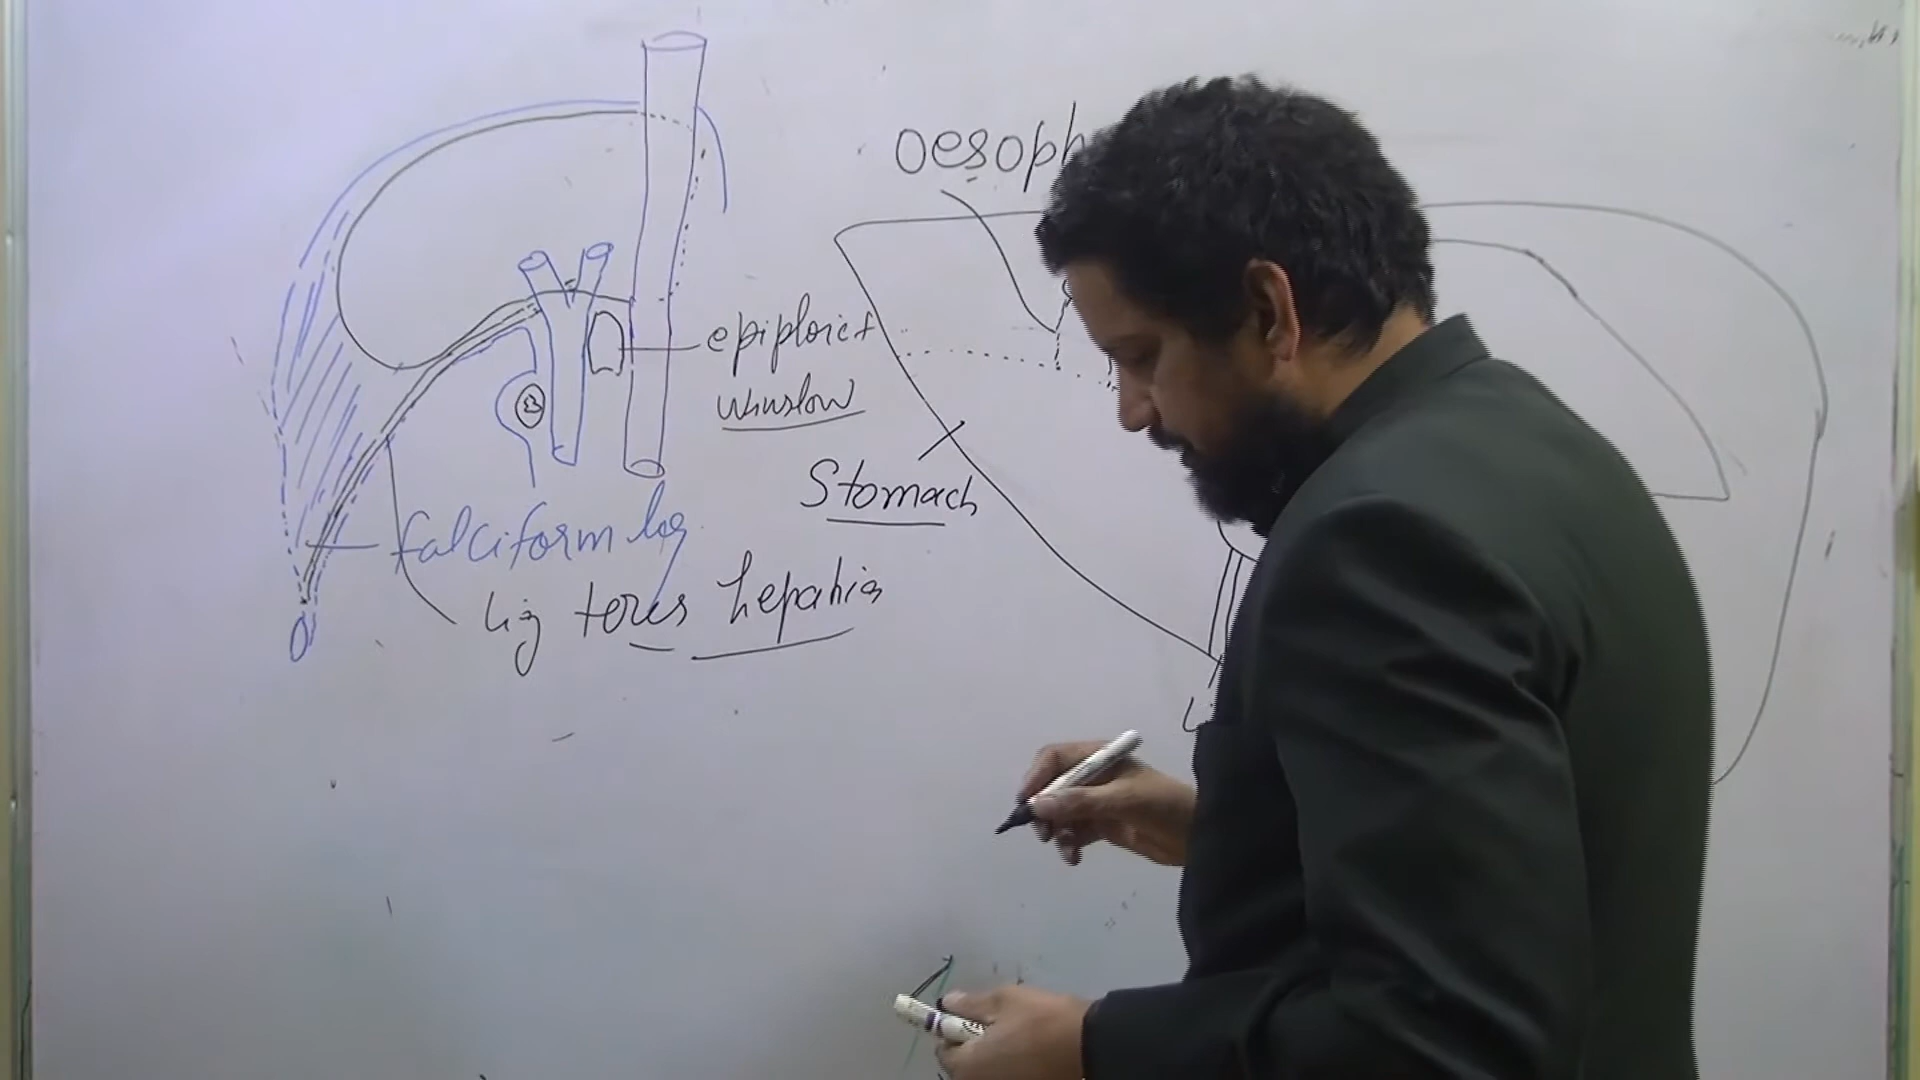 oesoph
epiploic f
Winslow
Stomach
falciform lig
Lig teres hepatis